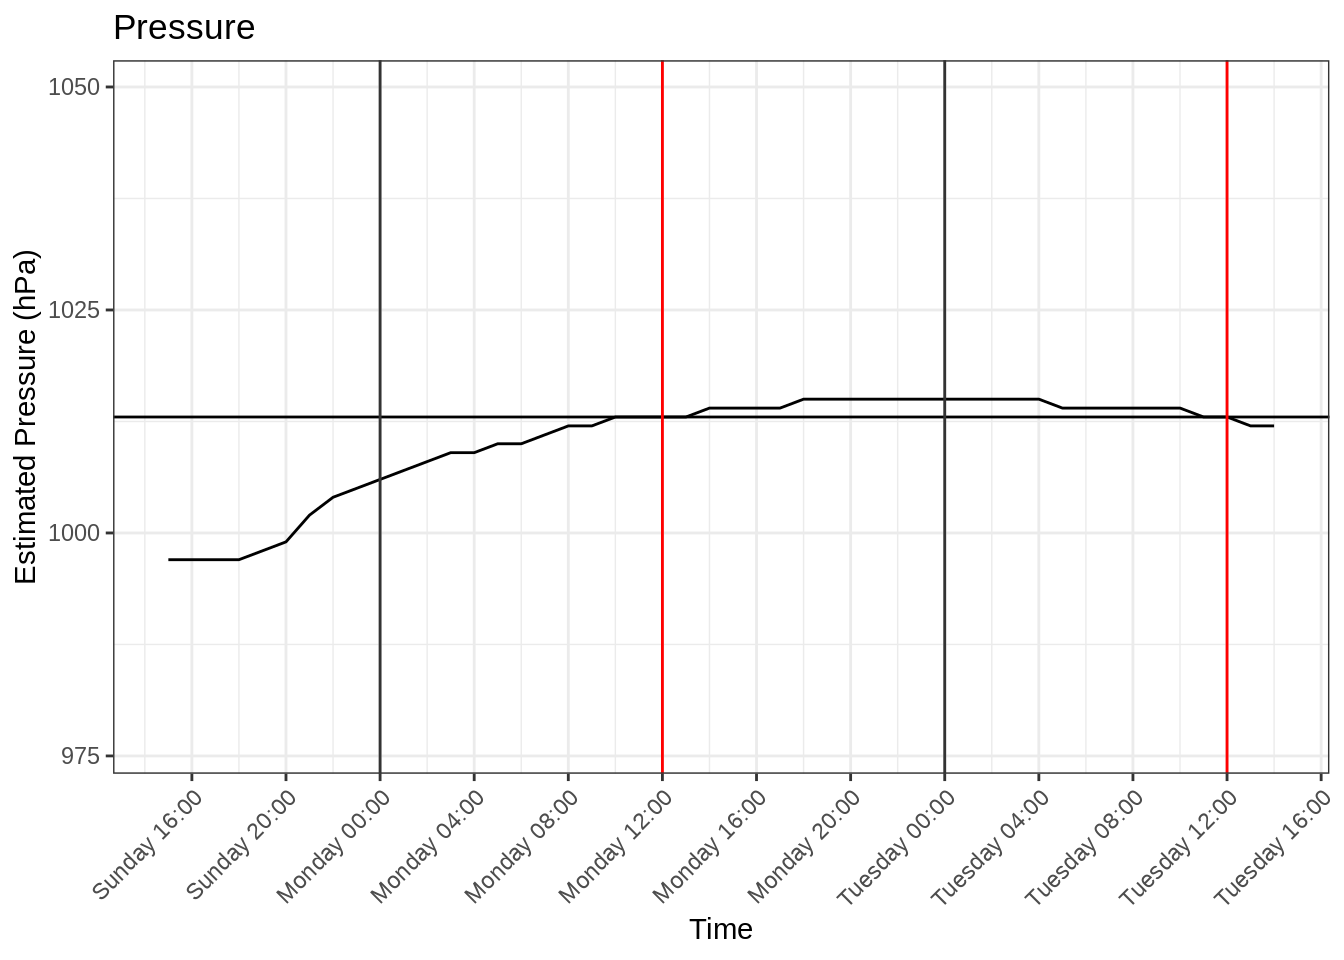 Pressure
Estimated Pressure (hPa)
1050
1025
1000
975
Sunday 16:00
Sunday 20:00
Monday 00:00
Monday 04:00
Monday 08:00
Monday 12:00
Monday 16:00
Monday 20:00
Tuesday 00:00
Tuesday 04:00
Tuesday 08:00
Tuesday 12:00
Tuesday 16:00
Time